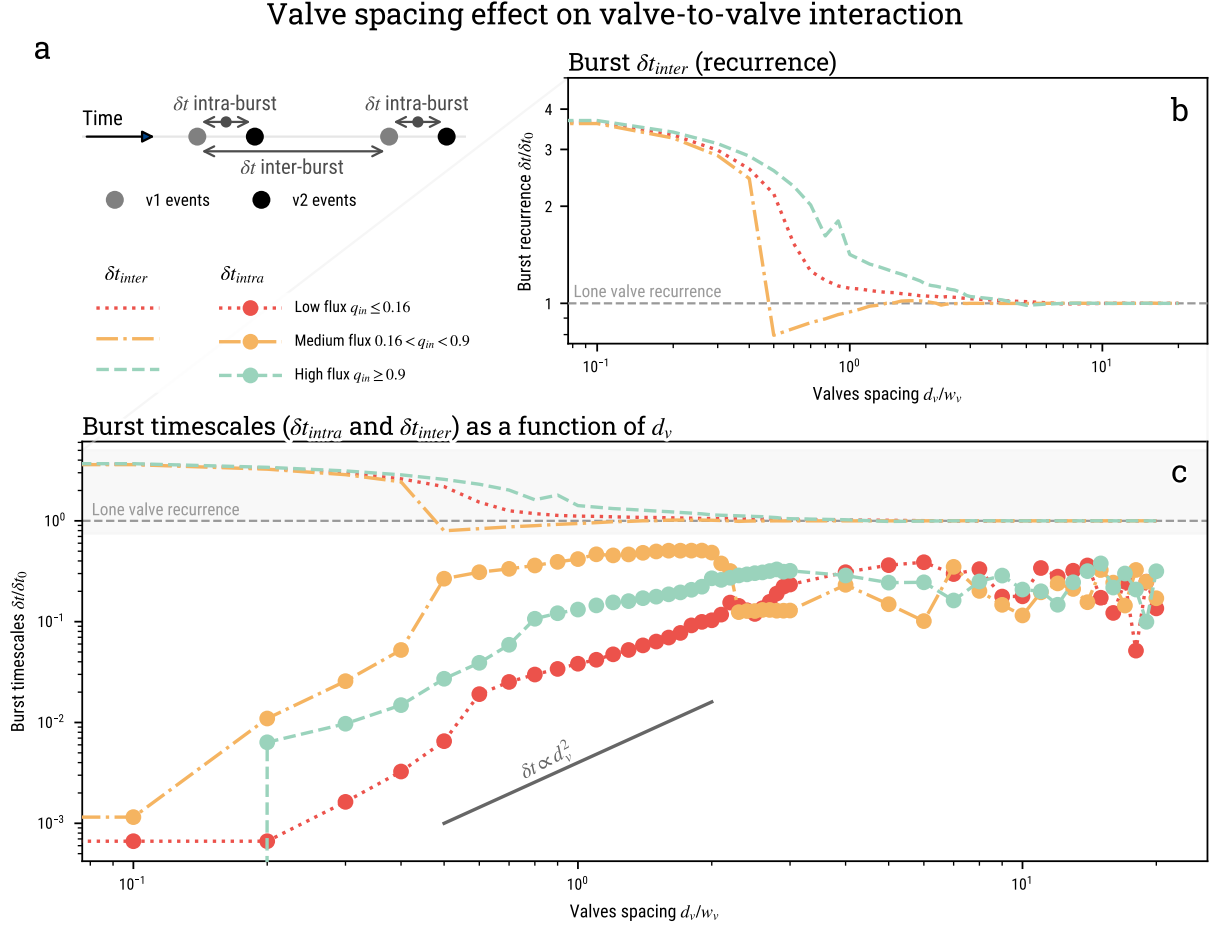 Valve spacing effect on valve-to-valve interaction
a
δt intra-burst
δt intra-burst
Time
δt inter-burst
v1 events
v2 events
δt_inter
δt_intra
Low flux q_in ≤ 0.16
Medium flux 0.16 < q_in < 0.9
High flux q_in ≥ 0.9
Burst δt_inter (recurrence)
b
Burst recurrence δt/δt₀
4
3
2
1
Lone valve recurrence
10⁻¹
10⁰
10¹
Valves spacing d_v/w_v
Burst timescales (δt_intra and δt_inter) as a function of d_v
c
Burst timescales δt/δt₀
Lone valve recurrence
10⁰
10⁻¹
10⁻²
10⁻³
δt ∝ d_v²
10⁻¹
10⁰
10¹
Valves spacing d_v/w_v